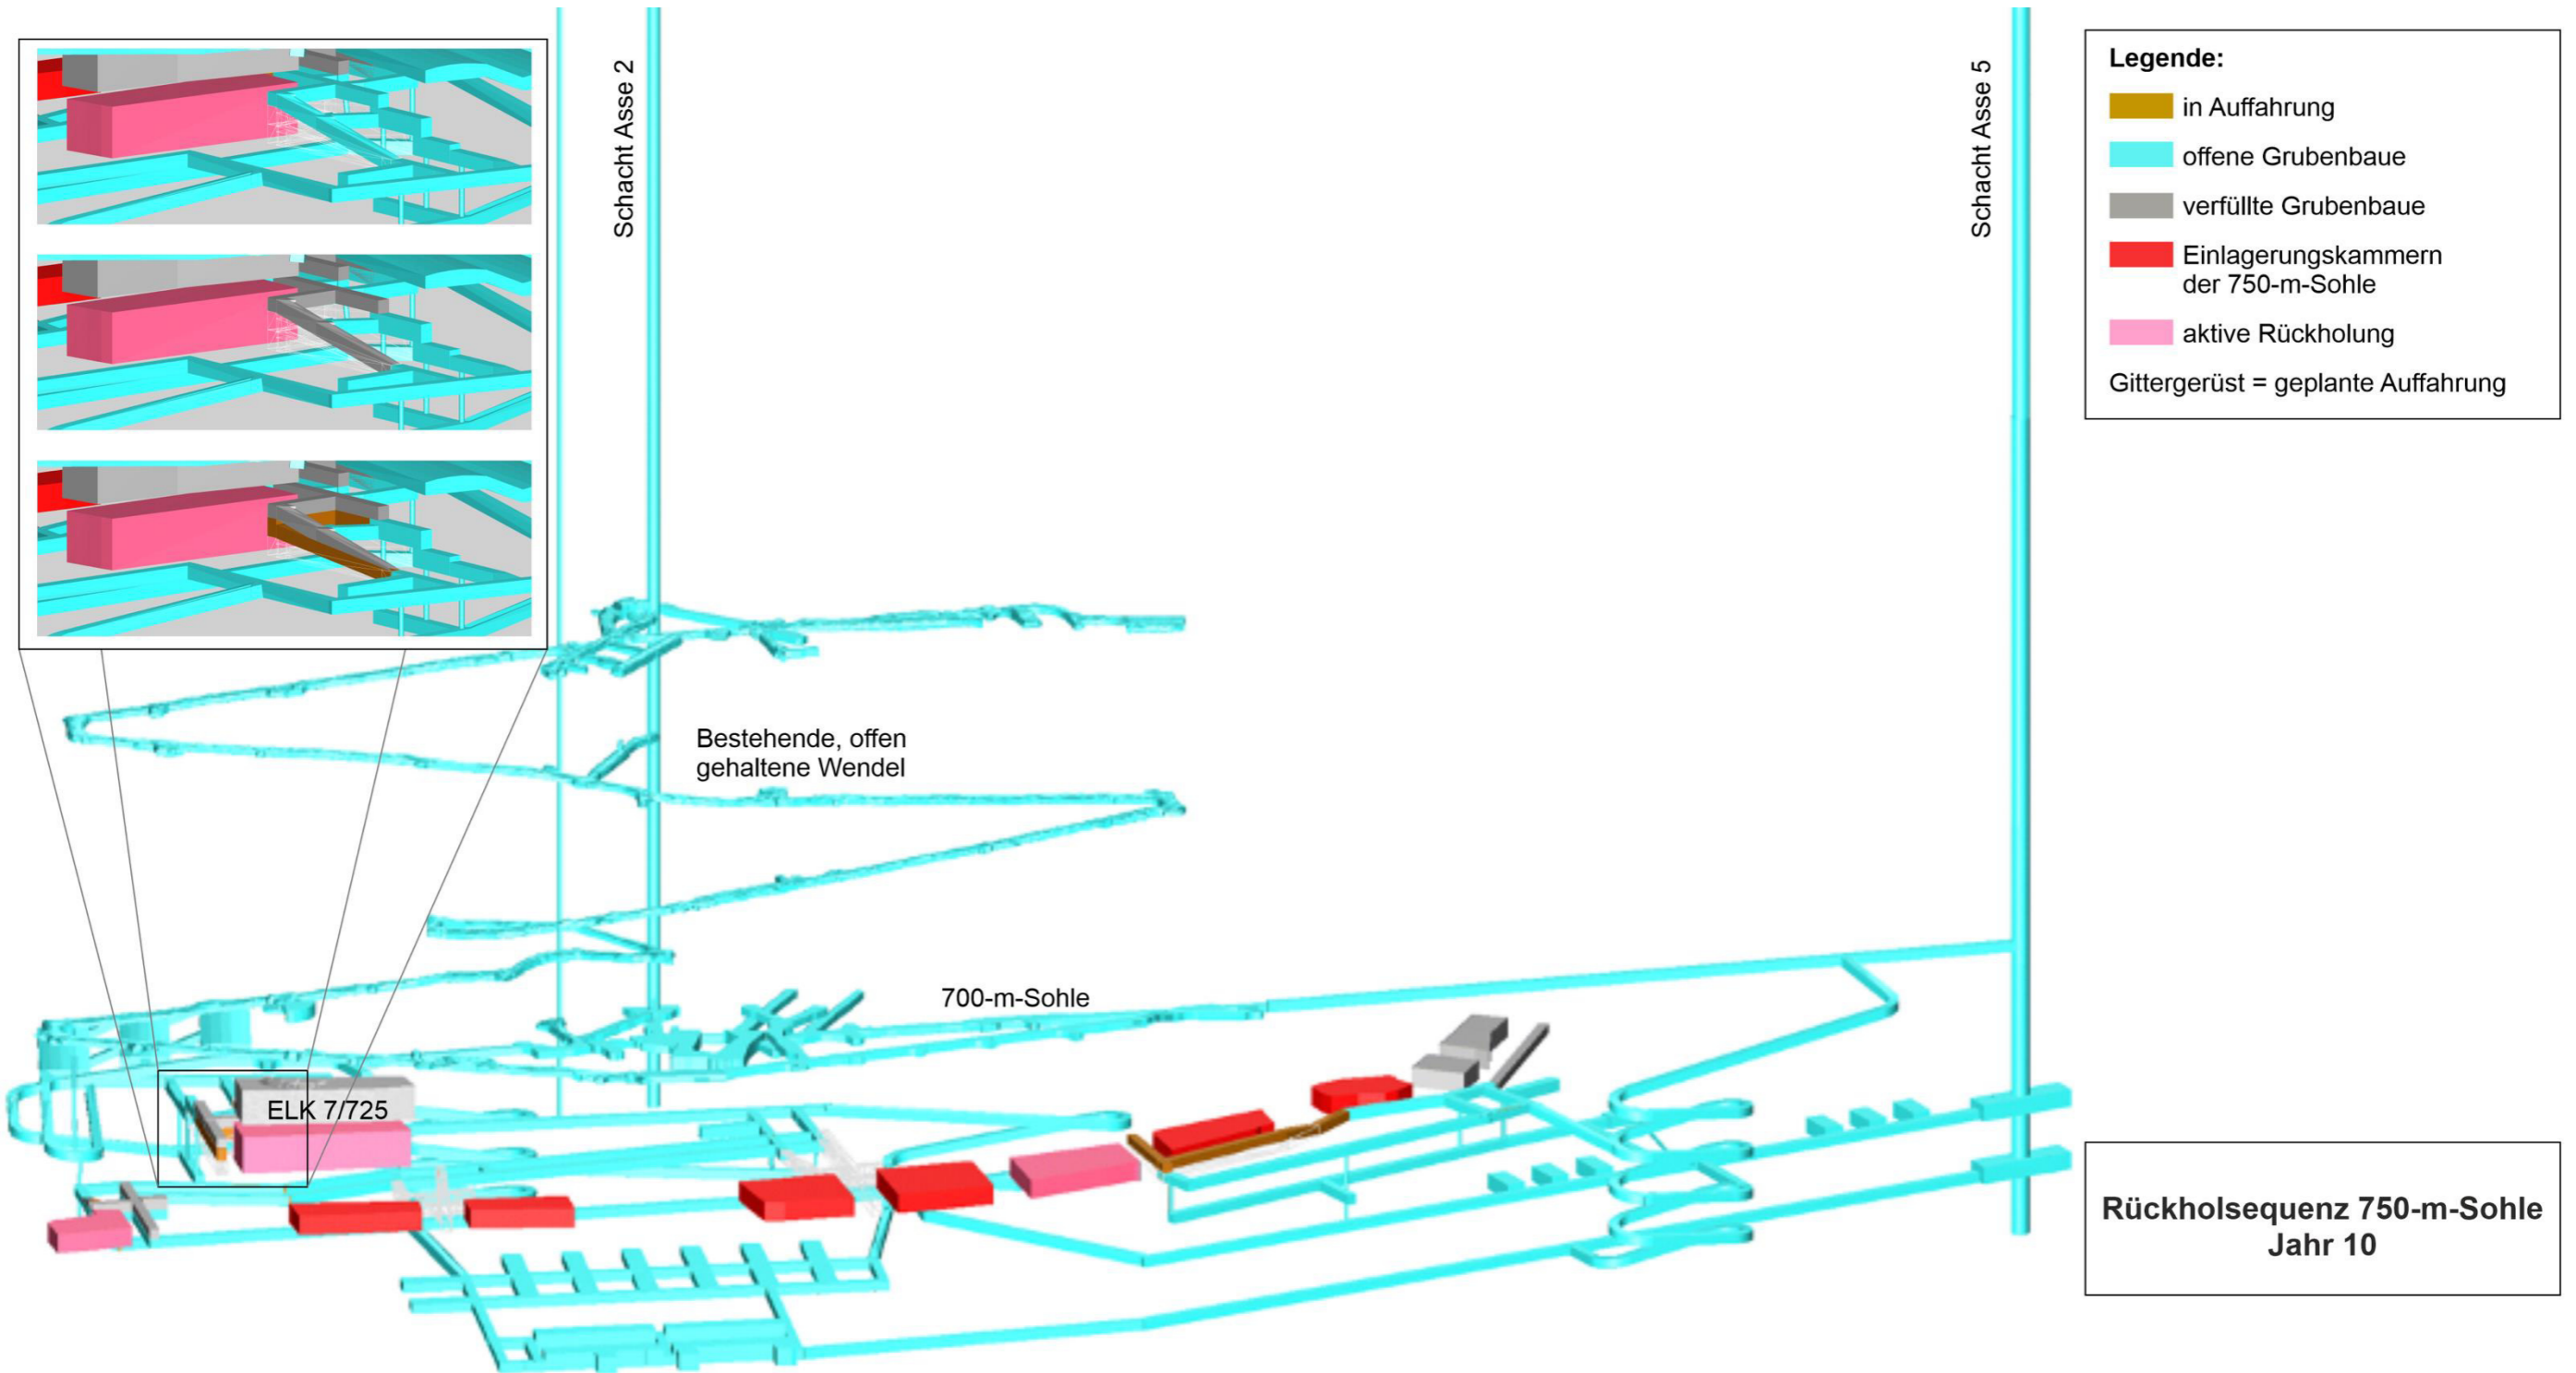 Schacht Asse 2
Schacht Asse 5
Legende:
in Auffahrung
offene Grubenbaue
verfüllte Grubenbaue
Einlagerungskammern
der 750-m-Sohle
aktive Rückholung
Gittergerüst = geplante Auffahrung
Bestehende, offen
gehaltene Wendel
700-m-Sohle
ELK 7/725
Rückholsequenz 750-m-Sohle
Jahr 10